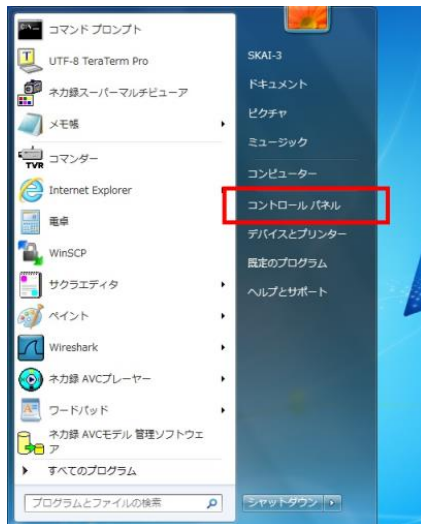 コマンド プロンプト
UTF-8 TeraTerm Pro
ネカ録スーパーマルチビューア
メモ帳
TVR
コマンダー
Internet Explorer
電卓
WinSCP
サクラエディタ
ペイント
Wireshark
ネカ録 AVCプレーヤー
ワードパッド
ネカ録 AVCモデル 管理ソフトウェ
ア
すべてのプログラム
プログラムとファイルの検索
SKAI-3
ドキュメント
ピクチャ
ミュージック
コンピューター
コントロール パネル
デバイスとプリンター
既定のプログラム
ヘルプとサポート
シャットダウン